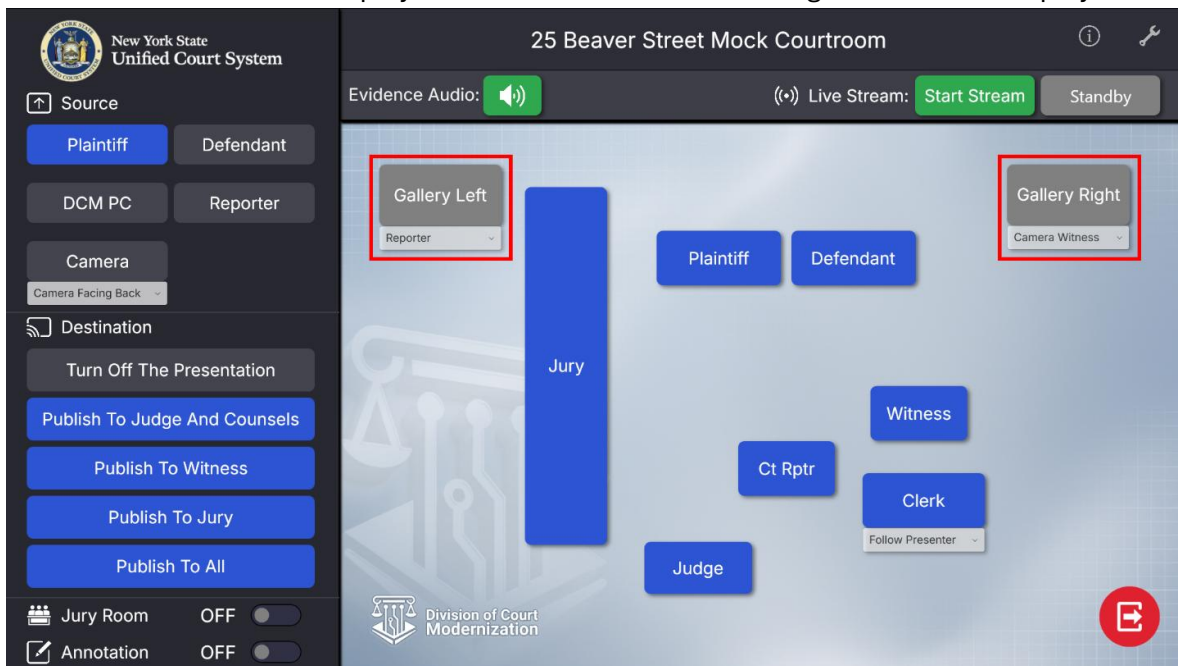 New York State
Unified Court System
25 Beaver Street Mock Courtroom
Source
Evidence Audio:
Live Stream: Start Stream Standby
Plaintiff Defendant
DCM PC Reporter
Camera
Camera Facing Back
Destination
Turn Off The Presentation
Publish To Judge And Counsels
Publish To Witness
Publish To Jury
Publish To All
Jury Room OFF
Annotation OFF
Gallery Left
Reporter
Gallery Right
Camera Witness
Plaintiff Defendant
Jury
Witness
Ct Rptr
Clerk
Follow Presenter
Judge
Division of Court
Modernization